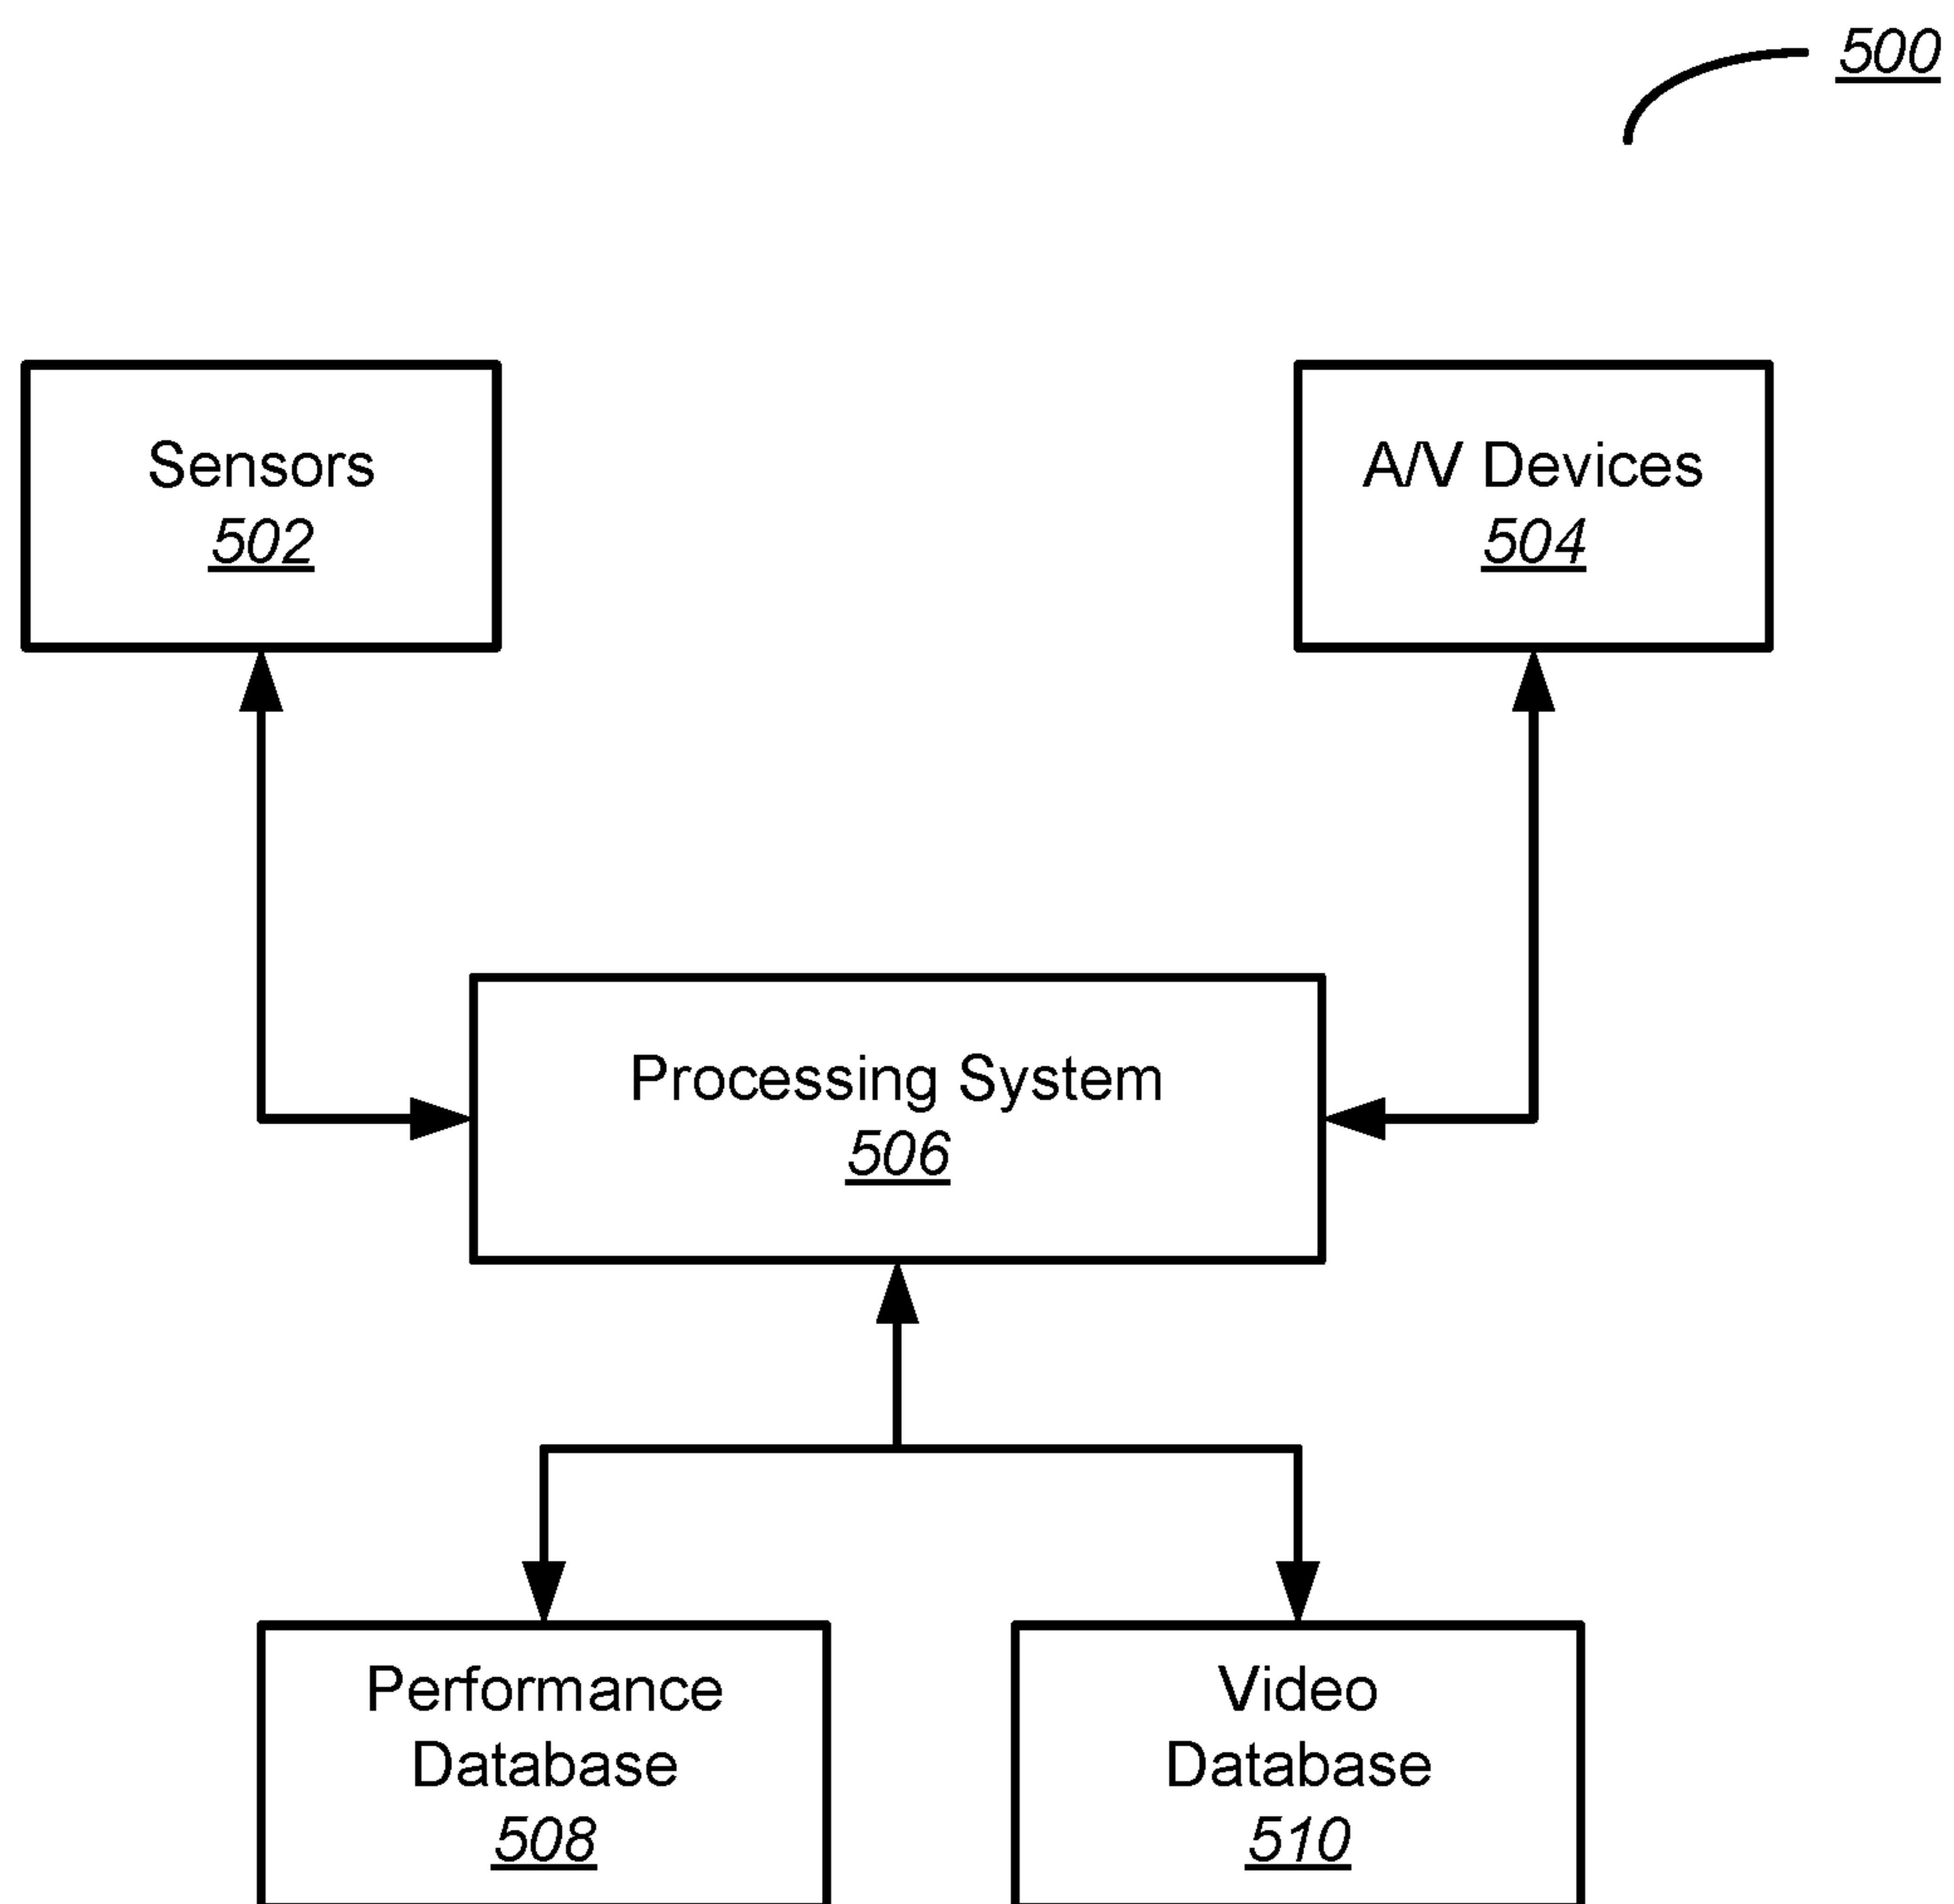 500
Sensors
502
A/V Devices
504
Processing System
506
Performance
Database
508
Video
Database
510